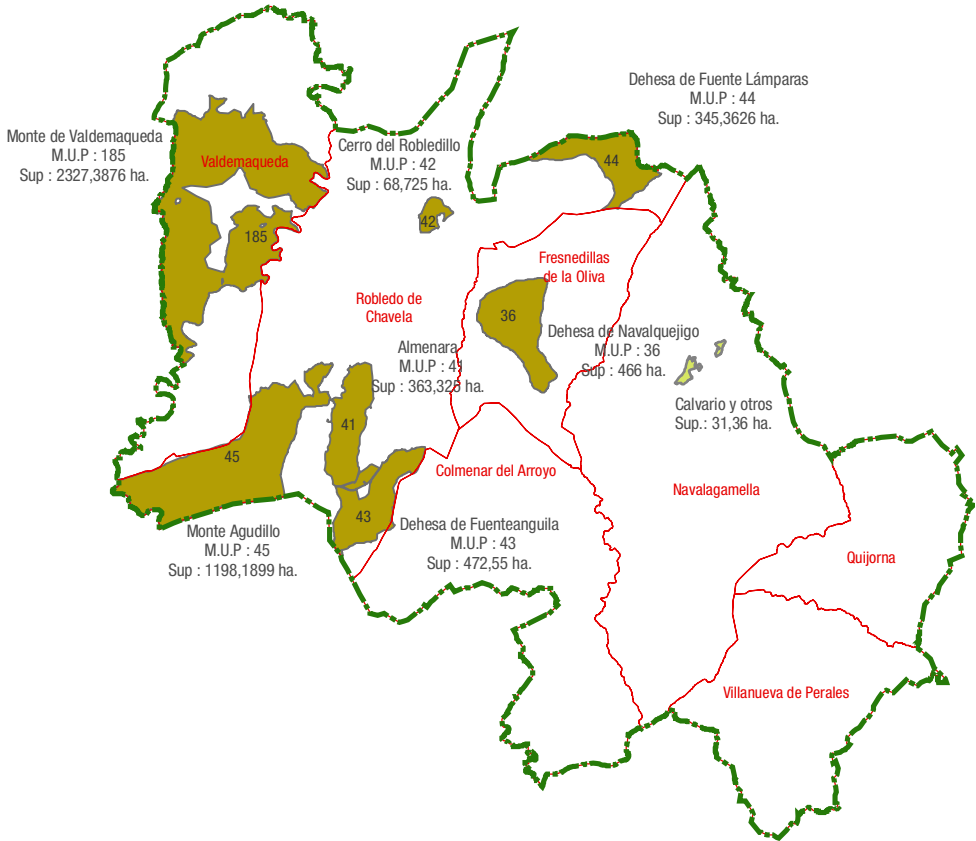 Dehesa de Fuente Lámparas
M.U.P : 44
Sup : 345,3626 ha.
Monte de Valdemaqueda
M.U.P : 185
Sup : 2327,3876 ha.
Valdemaqueda
Cerro del Robledillo
M.U.P : 42
Sup : 68,725 ha.
44
42
185
Fresnedillas
de la Oliva
Robledo de
Chavela
36
Dehesa de Navalquejigo
M.U.P : 36
Sup : 466 ha.
Almenara
M.U.P : 41
Sup : 363,325 ha.
Calvario y otros
Sup.: 31,36 ha.
41
45
Colmenar del Arroyo
Navalagamella
43
Monte Agudillo
M.U.P : 45
Sup : 1198,1899 ha.
Dehesa de Fuenteanguila
M.U.P : 43
Sup : 472,55 ha.
Quijorna
Villanueva de Perales